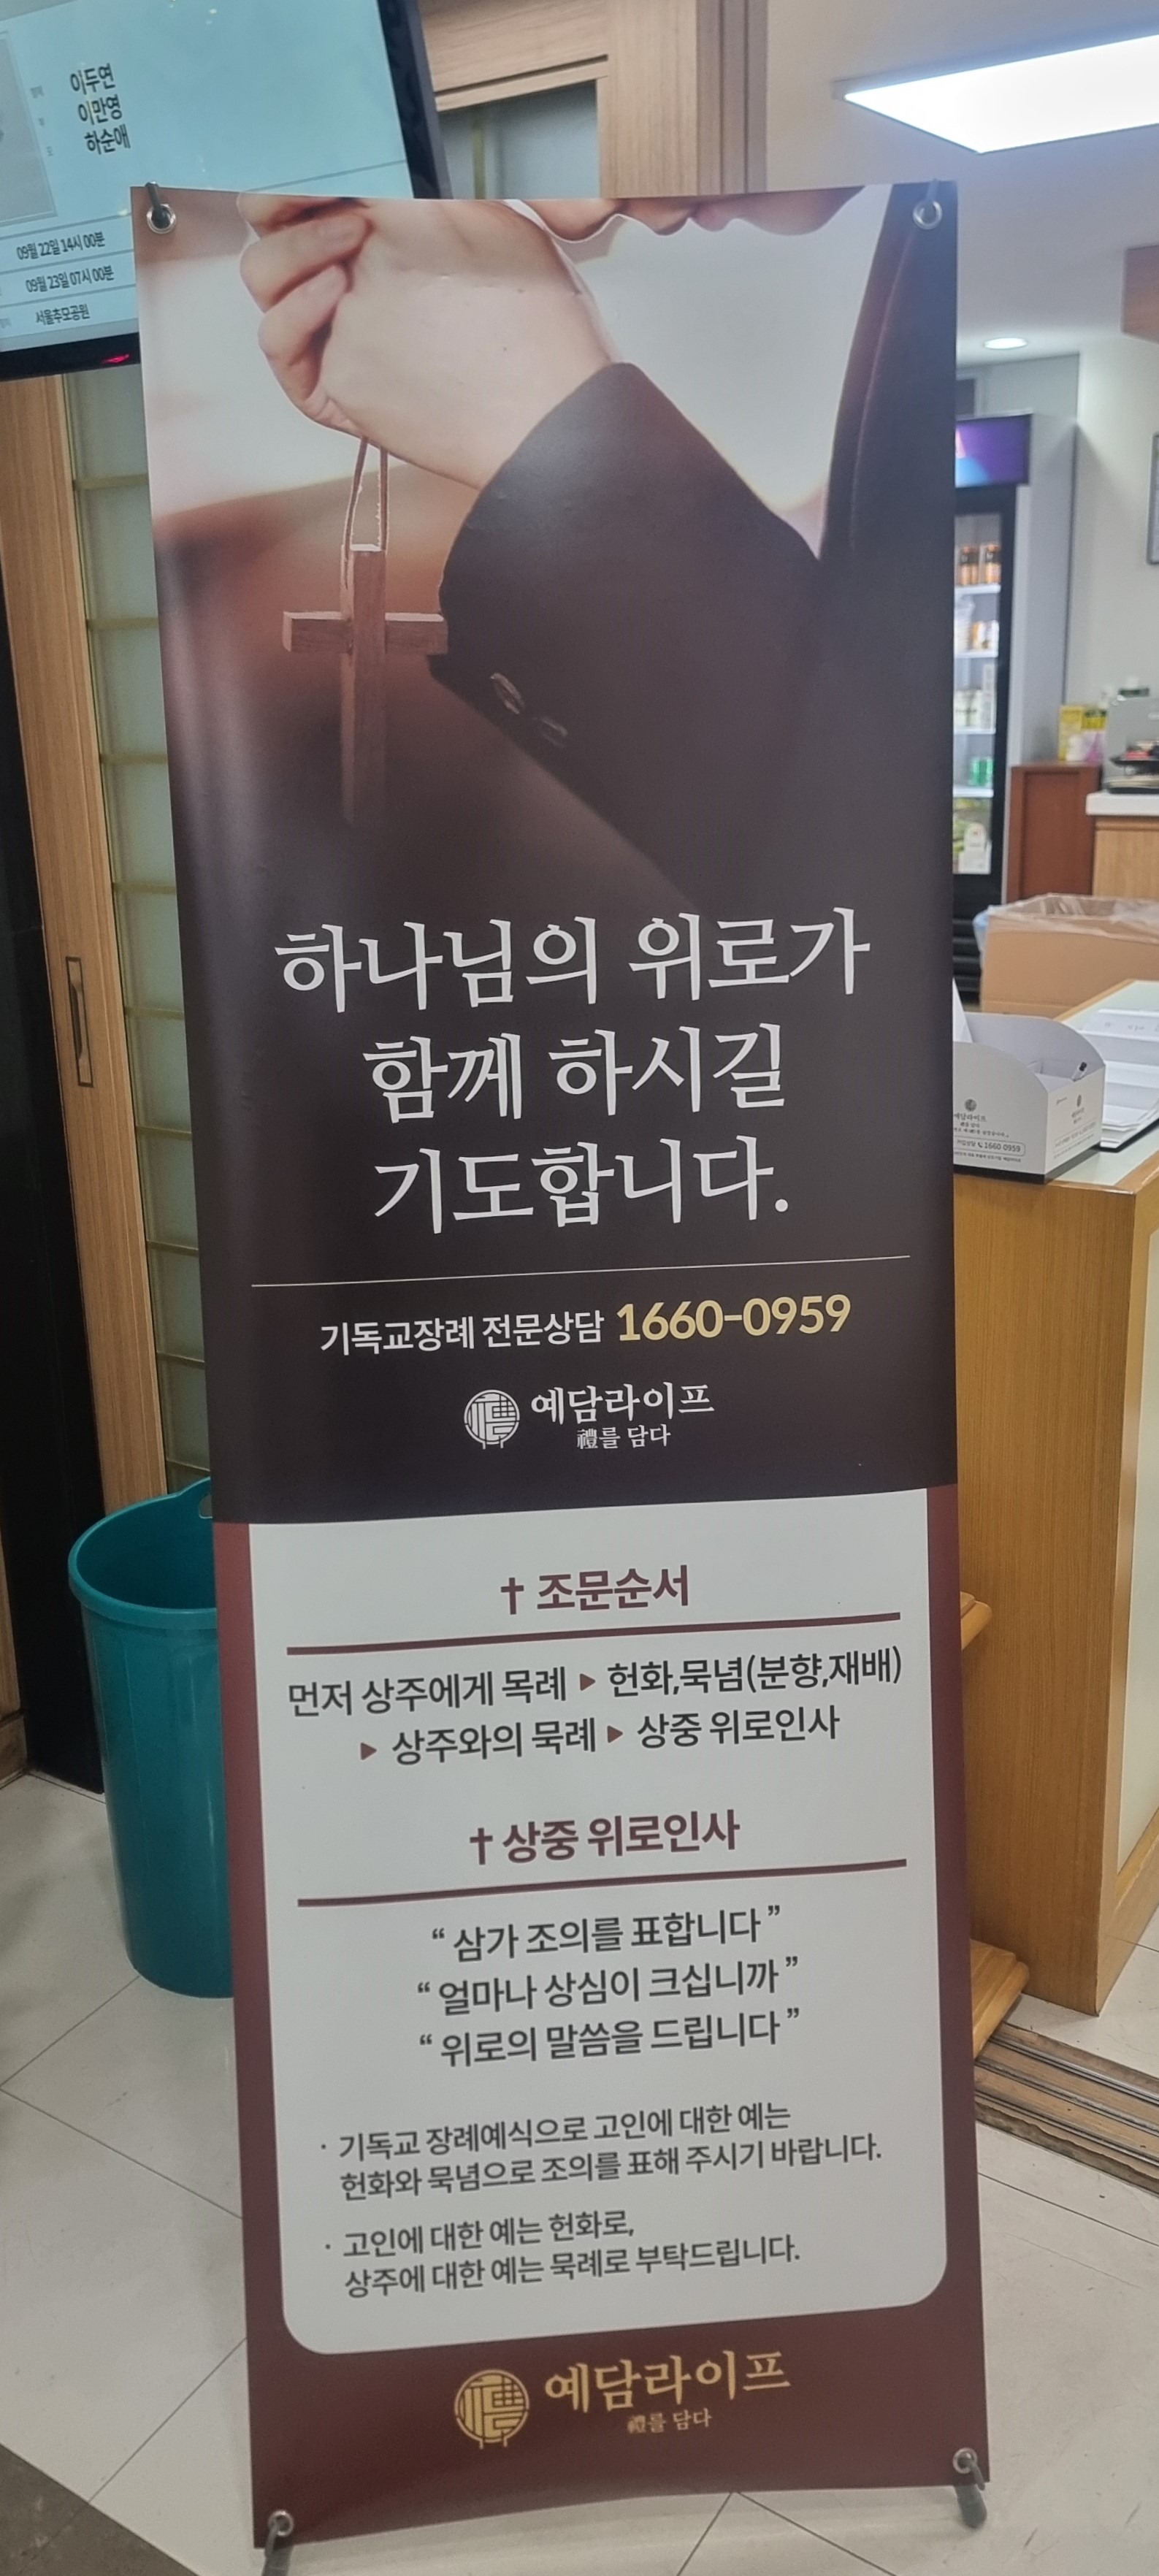 이두연
이만영
하순애
09월 22일 14시 00분
09월 23일 07시 00분
서울추모공원
하나님의 위로가
함께 하시길
기도합니다.
기독교장례 전문상담 1660-0959
예담라이프
禮를 담다
✝ 조문순서
먼저 상주에게 목례 ▶ 헌화,묵념(분향,재배)
▶ 상주와의 묵례 ▶ 상중 위로인사
✝ 상중 위로인사
“ 삼가 조의를 표합니다 ”
“ 얼마나 상심이 크십니까 ”
“ 위로의 말씀을 드립니다 ”
· 기독교 장례예식으로 고인에 대한 예는
헌화와 묵념으로 조의를 표해 주시기 바랍니다.
· 고인에 대한 예는 헌화로,
상주에 대한 예는 묵례로 부탁드립니다.
예담라이프
禮를 담다
예담라이프
1660-0959